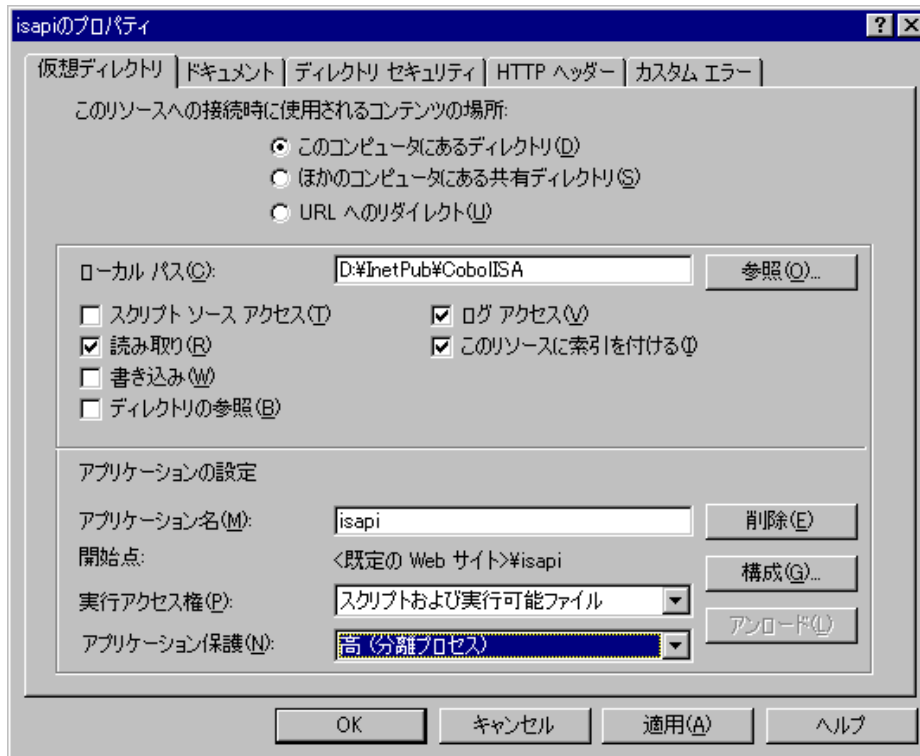 isapiのプロパティ
仮想ディレクトリ ドキュメント ディレクトリ セキュリティ HTTP ヘッダー カスタム エラー
このリソースへの接続時に使用されるコンテンツの場所:
このコンピュータにあるディレクトリ(D)
ほかのコンピュータにある共有ディレクトリ(S)
URL へのリダイレクト(U)
ローカル パス(C): D:¥InetPub¥CobolISA 参照(O)...
スクリプト ソース アクセス(T) ログ アクセス(V)
読み取り(R) このリソースに索引を付ける(I)
書き込み(W)
ディレクトリの参照(B)
アプリケーションの設定
アプリケーション名(M): isapi 削除(E)
開始点: <既定の Web サイト>¥isapi 構成(G)...
実行アクセス権(P): スクリプトおよび実行可能ファイル
アプリケーション保護(N): 高 (分離プロセス) アンロード(L)
OK キャンセル 適用(A) ヘルプ